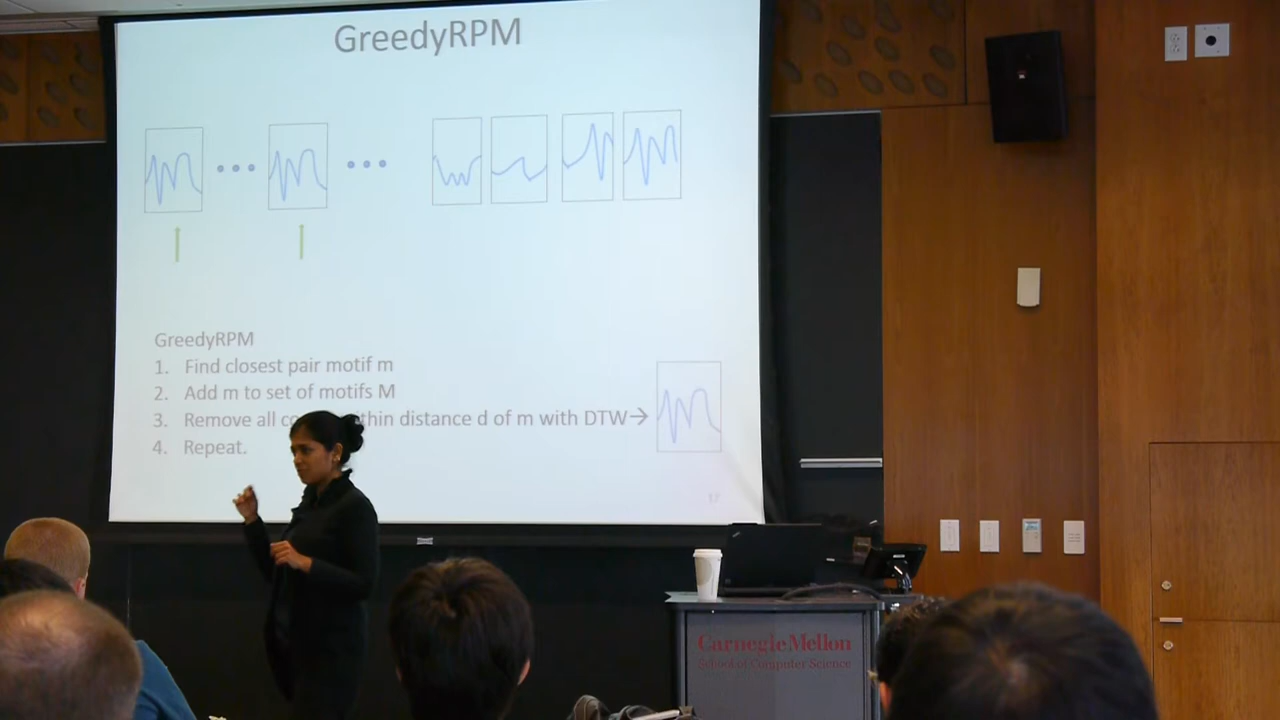 GreedyRPM
GreedyRPM
1. Find closest pair motif m
2. Add m to set of motifs M
3. Remove all within distance d of m with DTW→
4. Repeat.
17
Carnegie Mellon
School of Computer Science